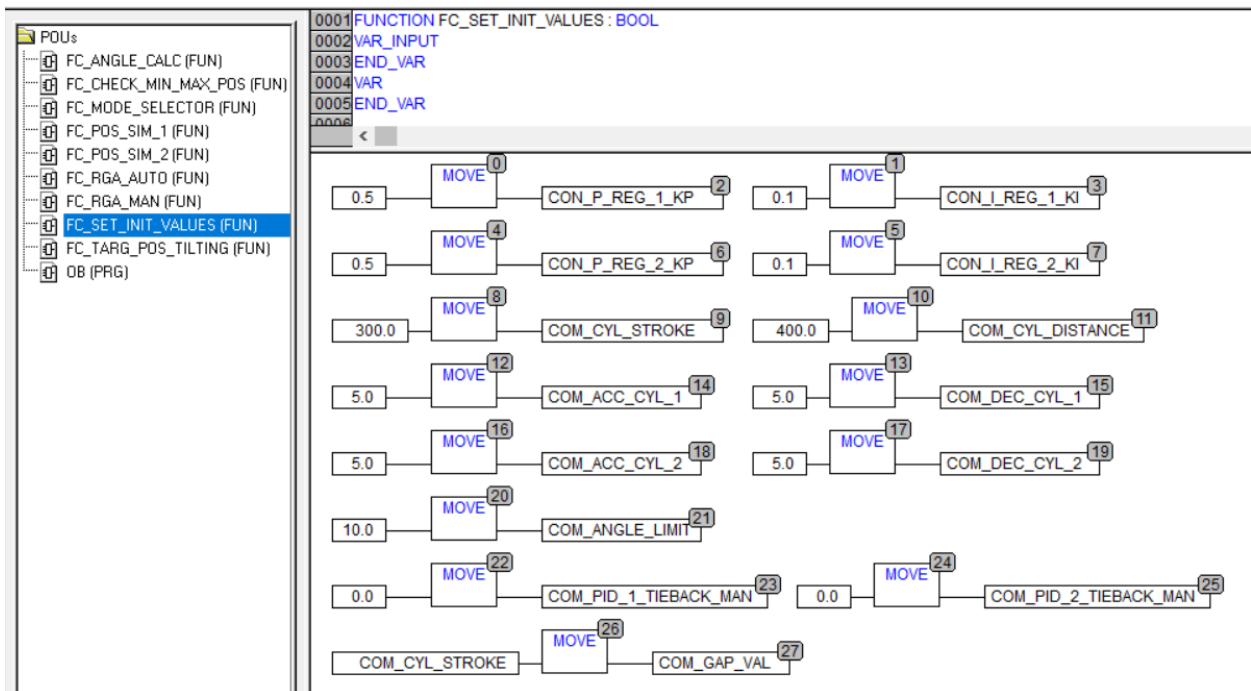 POUs
FC_ANGLE_CALC (FUN)
FC_CHECK_MIN_MAX_POS (FUN)
FC_MODE_SELECTOR (FUN)
FC_POS_SIM_1 (FUN)
FC_POS_SIM_2 (FUN)
FC_RGA_AUTO (FUN)
FC_RGA_MAN (FUN)
FC_SET_INIT_VALUES (FUN)
FC_TARG_POS_TILTING (FUN)
OB (PRG)
0001 FUNCTION FC_SET_INIT_VALUES : BOOL
0002 VAR_INPUT
0003 END_VAR
0004 VAR
0005 END_VAR
0006
0.5 MOVE 0 CON_P_REG_1_KP 2 0.1 MOVE 1 CON_I_REG_1_KI 3
0.5 MOVE 4 CON_P_REG_2_KP 6 0.1 MOVE 5 CON_I_REG_2_KI 7
300.0 MOVE 8 COM_CYL_STROKE 9 400.0 MOVE 10 COM_CYL_DISTANCE 11
5.0 MOVE 12 COM_ACC_CYL_1 14 5.0 MOVE 13 COM_DEC_CYL_1 15
5.0 MOVE 16 COM_ACC_CYL_2 18 5.0 MOVE 17 COM_DEC_CYL_2 19
10.0 MOVE 20 COM_ANGLE_LIMIT 21
0.0 MOVE 22 COM_PID_1_TIEBACK_MAN 23 0.0 MOVE 24 COM_PID_2_TIEBACK_MAN 25
COM_CYL_STROKE MOVE 26 COM_GAP_VAL 27